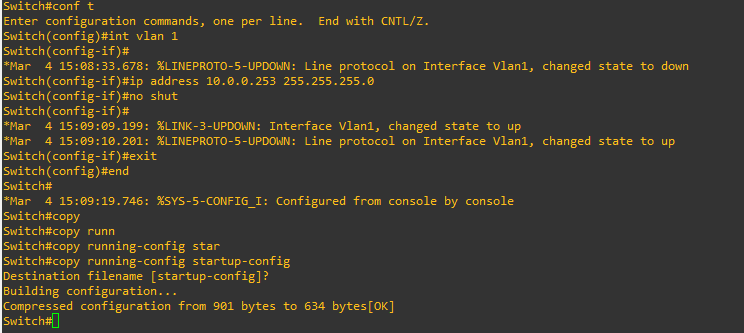 Switch#conf t
Enter configuration commands, one per line.  End with CNTL/Z.
Switch(config)#int vlan 1
Switch(config-if)#
*Mar  4 15:08:33.678: %LINEPROTO-5-UPDOWN: Line protocol on Interface Vlan1, changed state to down
Switch(config-if)#ip address 10.0.0.253 255.255.255.0
Switch(config-if)#no shut
Switch(config-if)#
*Mar  4 15:09:09.199: %LINK-3-UPDOWN: Interface Vlan1, changed state to up
*Mar  4 15:09:10.201: %LINEPROTO-5-UPDOWN: Line protocol on Interface Vlan1, changed state to up
Switch(config-if)#exit
Switch(config)#end
Switch#
*Mar  4 15:09:19.746: %SYS-5-CONFIG_I: Configured from console by console
Switch#copy
Switch#copy runn
Switch#copy running-config star
Switch#copy running-config startup-config
Destination filename [startup-config]?
Building configuration...
Compressed configuration from 901 bytes to 634 bytes[OK]
Switch#